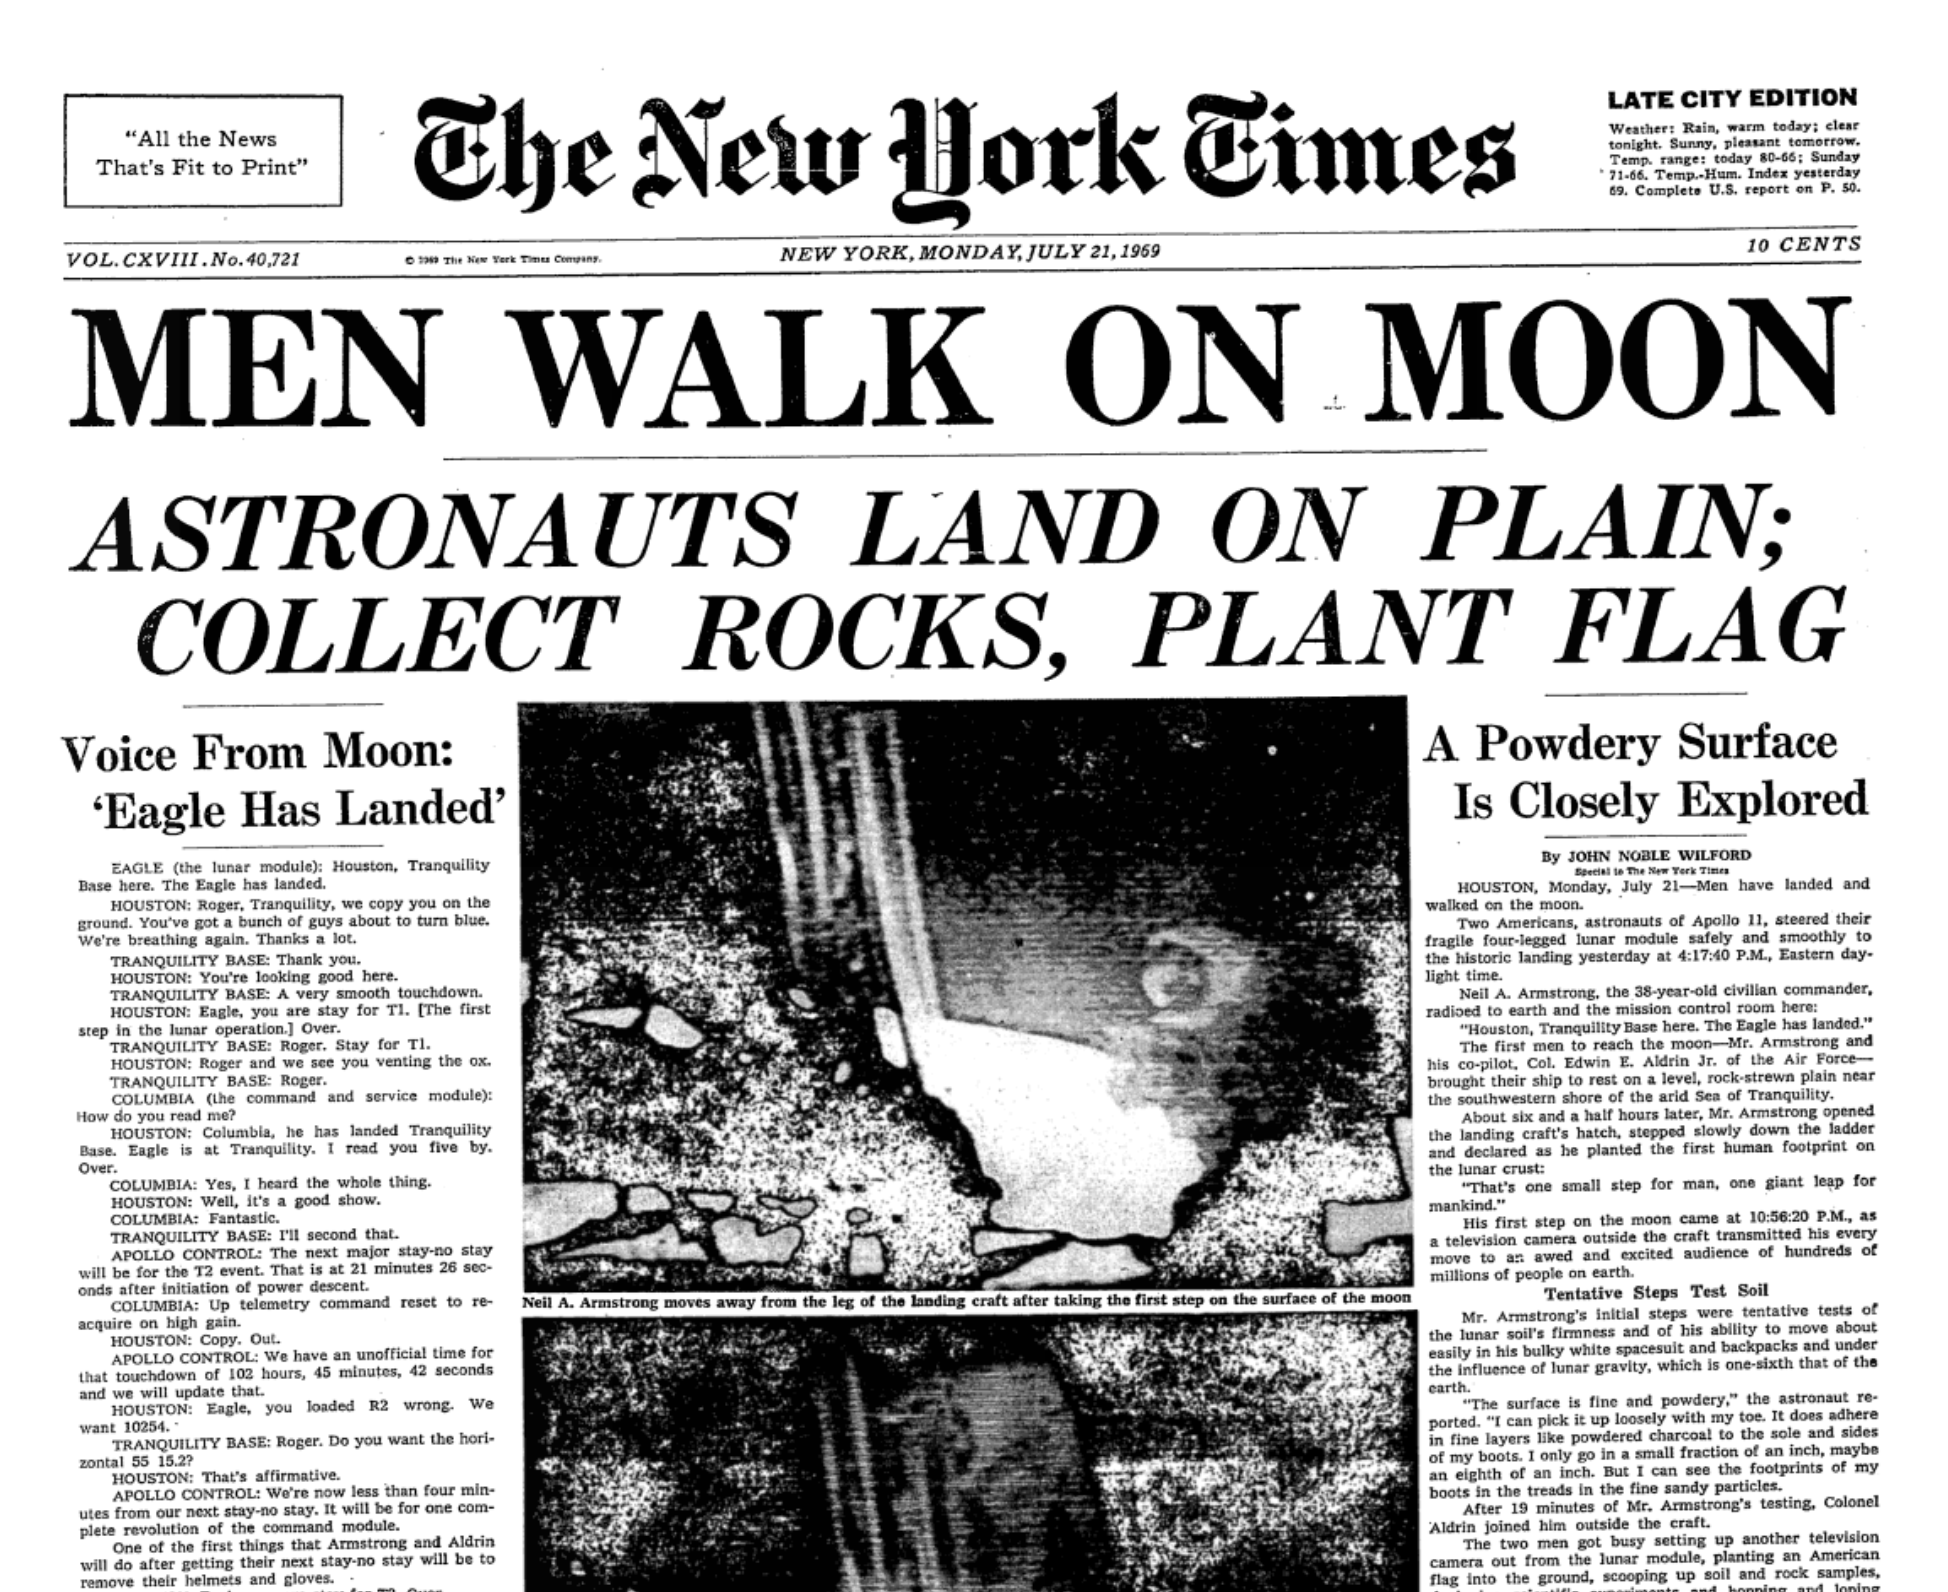 "All the News
That's Fit to Print"
The New York Times
LATE CITY EDITION
Weather: Rain, warm today; clear
tonight. Sunny, pleasant tomorrow.
Temp. range: today 80-66; Sunday
71-66. Temp.-Hum. Index yesterday
69. Complete U.S. report on P. 50.
VOL. CXVIII. No. 40,721
© 1969 The New York Times Company.
NEW YORK, MONDAY, JULY 21, 1969
10 CENTS
MEN WALK ON MOON
ASTRONAUTS LAND ON PLAIN;
COLLECT ROCKS, PLANT FLAG
Voice From Moon:
'Eagle Has Landed'
EAGLE (the lunar module): Houston, Tranquility
Base here. The Eagle has landed.
HOUSTON: Roger, Tranquility, we copy you on the
ground. You've got a bunch of guys about to turn blue.
We're breathing again. Thanks a lot.
TRANQUILITY BASE: Thank you.
HOUSTON: You're looking good here.
TRANQUILITY BASE: A very smooth touchdown.
HOUSTON: Eagle, you are stay for T1. [The first
step in the lunar operation.] Over.
TRANQUILITY BASE: Roger. Stay for T1.
HOUSTON: Roger and we see you venting the ox.
TRANQUILITY BASE: Roger.
COLUMBIA (the command and service module):
How do you read me?
HOUSTON: Columbia, he has landed Tranquility
Base. Eagle is at Tranquility. I read you five by.
Over.
COLUMBIA: Yes, I heard the whole thing.
HOUSTON: Well, it's a good show.
COLUMBIA: Fantastic.
TRANQUILITY BASE: I'll second that.
APOLLO CONTROL: The next major stay-no stay
will be for the T2 event. That is at 21 minutes 26 sec-
onds after initiation of power descent.
COLUMBIA: Up telemetry command reset to re-
acquire on high gain.
HOUSTON: Copy. Out.
APOLLO CONTROL: We have an unofficial time for
that touchdown of 102 hours, 45 minutes, 42 seconds
and we will update that.
HOUSTON: Eagle, you loaded R2 wrong. We
want 10254.
TRANQUILITY BASE: Roger. Do you want the hori-
zontal 55 15.2?
HOUSTON: That's affirmative.
APOLLO CONTROL: We're now less than four min-
utes from our next stay-no stay. It will be for one com-
plete revolution of the command module.
One of the first things that Armstrong and Aldrin
will do after getting their next stay-no stay will be to
remove their helmets and gloves.
Neil A. Armstrong moves away from the leg of the landing craft after taking the first step on the surface of the moon
A Powdery Surface
Is Closely Explored
By JOHN NOBLE WILFORD
Special to The New York Times
HOUSTON, Monday, July 21—Men have landed and
walked on the moon.
Two Americans, astronauts of Apollo 11, steered their
fragile four-legged lunar module safely and smoothly to
the historic landing yesterday at 4:17:40 P.M., Eastern day-
light time.
Neil A. Armstrong, the 38-year-old civilian commander,
radioed to earth and the mission control room here:
"Houston, Tranquility Base here. The Eagle has landed."
The first men to reach the moon—Mr. Armstrong and
his co-pilot, Col. Edwin E. Aldrin Jr. of the Air Force—
brought their ship to rest on a level, rock-strewn plain near
the southwestern shore of the arid Sea of Tranquility.
About six and a half hours later, Mr. Armstrong opened
the landing craft's hatch, stepped slowly down the ladder
and declared as he planted the first human footprint on
the lunar crust:
"That's one small step for man, one giant leap for
mankind."
His first step on the moon came at 10:56:20 P.M., as
a television camera outside the craft transmitted his every
move to an awed and excited audience of hundreds of
millions of people on earth.
Tentative Steps Test Soil
Mr. Armstrong's initial steps were tentative tests of
the lunar soil's firmness and of his ability to move about
easily in his bulky white spacesuit and backpacks and under
the influence of lunar gravity, which is one-sixth that of the
earth.
"The surface is fine and powdery," the astronaut re-
ported. "I can pick it up loosely with my toe. It does adhere
in fine layers like powdered charcoal to the sole and sides
of my boots. I only go in a small fraction of an inch, maybe
an eighth of an inch. But I can see the footprints of my
boots in the treads in the fine sandy particles.
After 19 minutes of Mr. Armstrong's testing, Colonel
Aldrin joined him outside the craft.
The two men got busy setting up another television
camera out from the lunar module, planting an American
flag into the ground, scooping up soil and rock samples,